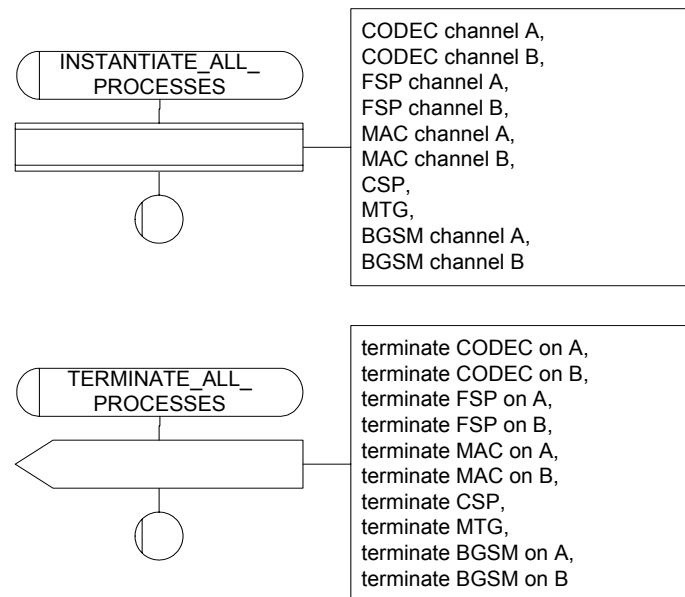 INSTANTIATE_ALL_
PROCESSES
CODEC channel A,
CODEC channel B,
FSP channel A,
FSP channel B,
MAC channel A,
MAC channel B,
CSP,
MTG,
BGSM channel A,
BGSM channel B
TERMINATE_ALL_
PROCESSES
terminate CODEC on A,
terminate CODEC on B,
terminate FSP on A,
terminate FSP on B,
terminate MAC on A,
terminate MAC on B,
terminate CSP,
terminate MTG,
terminate BGSM on A,
terminate BGSM on B